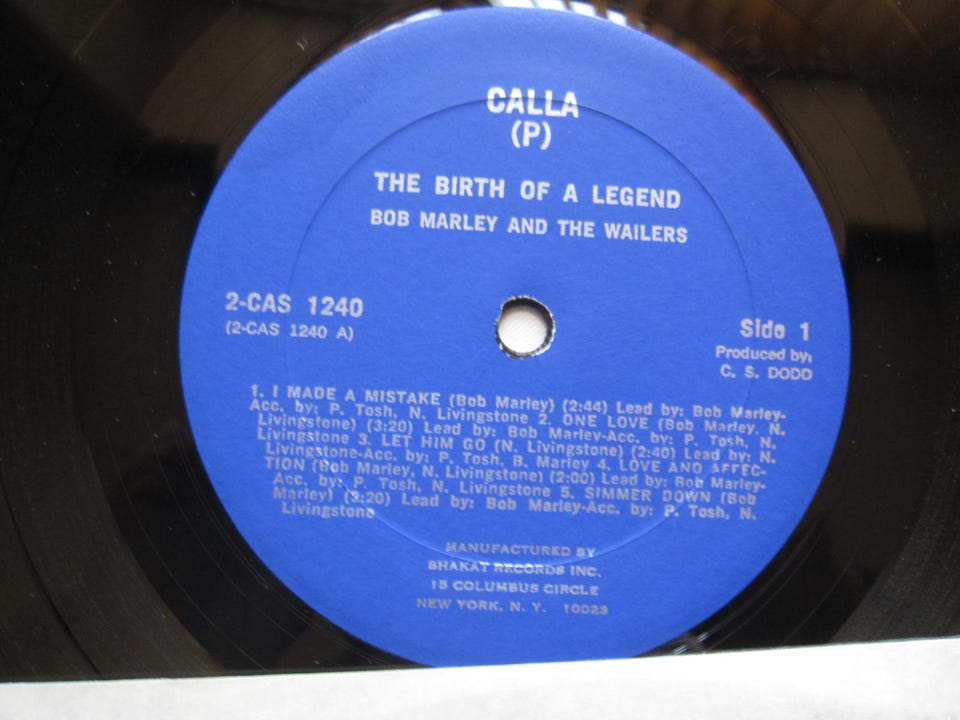 CALLA
(P)
THE BIRTH OF A LEGEND
BOB MARLEY AND THE WAILERS
2-CAS 1240
(2-CAS 1240 A)
Side 1
Produced by:
C. S. DODD
1. I MADE A MISTAKE (Bob Marley) (2:44) Lead by: Bob Marley-
Acc. by: P. Tosh, N. Livingstone 2. ONE LOVE (Bob Marley, N.
Livingstone) (3:20) Lead by: Bob Marley-Acc. by: P. Tosh, N.
Livingstone 3. LET HIM GO (N. Livingstone) (2:40) Lead by: N.
Livingstone-Acc. by: P. Tosh, B. Marley 4. LOVE AND AFFEC-
TION (Bob Marley, N. Livingstone) (2:00) Lead by: Bob Marley-
Acc. by: P. Tosh, N. Livingstone 5. SIMMER DOWN (Bob
Marley) (3:20) Lead by: Bob Marley-Acc. by: P. Tosh, N.
Livingstone
MANUFACTURED BY
SHAKAT RECORDS INC.
15 COLUMBUS CIRCLE
NEW YORK, N. Y. 10023